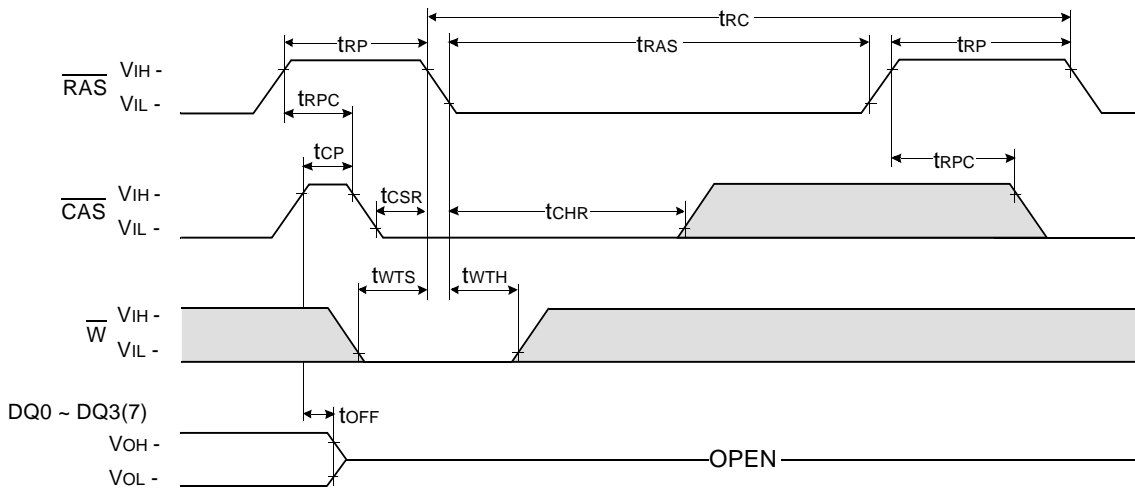 tRC
tRP
tRAS
tRP
RAS
VIH -
VIL -
tRPC
tRPC
tCP
CAS
VIH -
VIL -
tCSR
tCHR
tWTS
tWTH
W
VIH -
VIL -
DQ0 ~ DQ3(7)
tOFF
VOH -
VOL -
OPEN